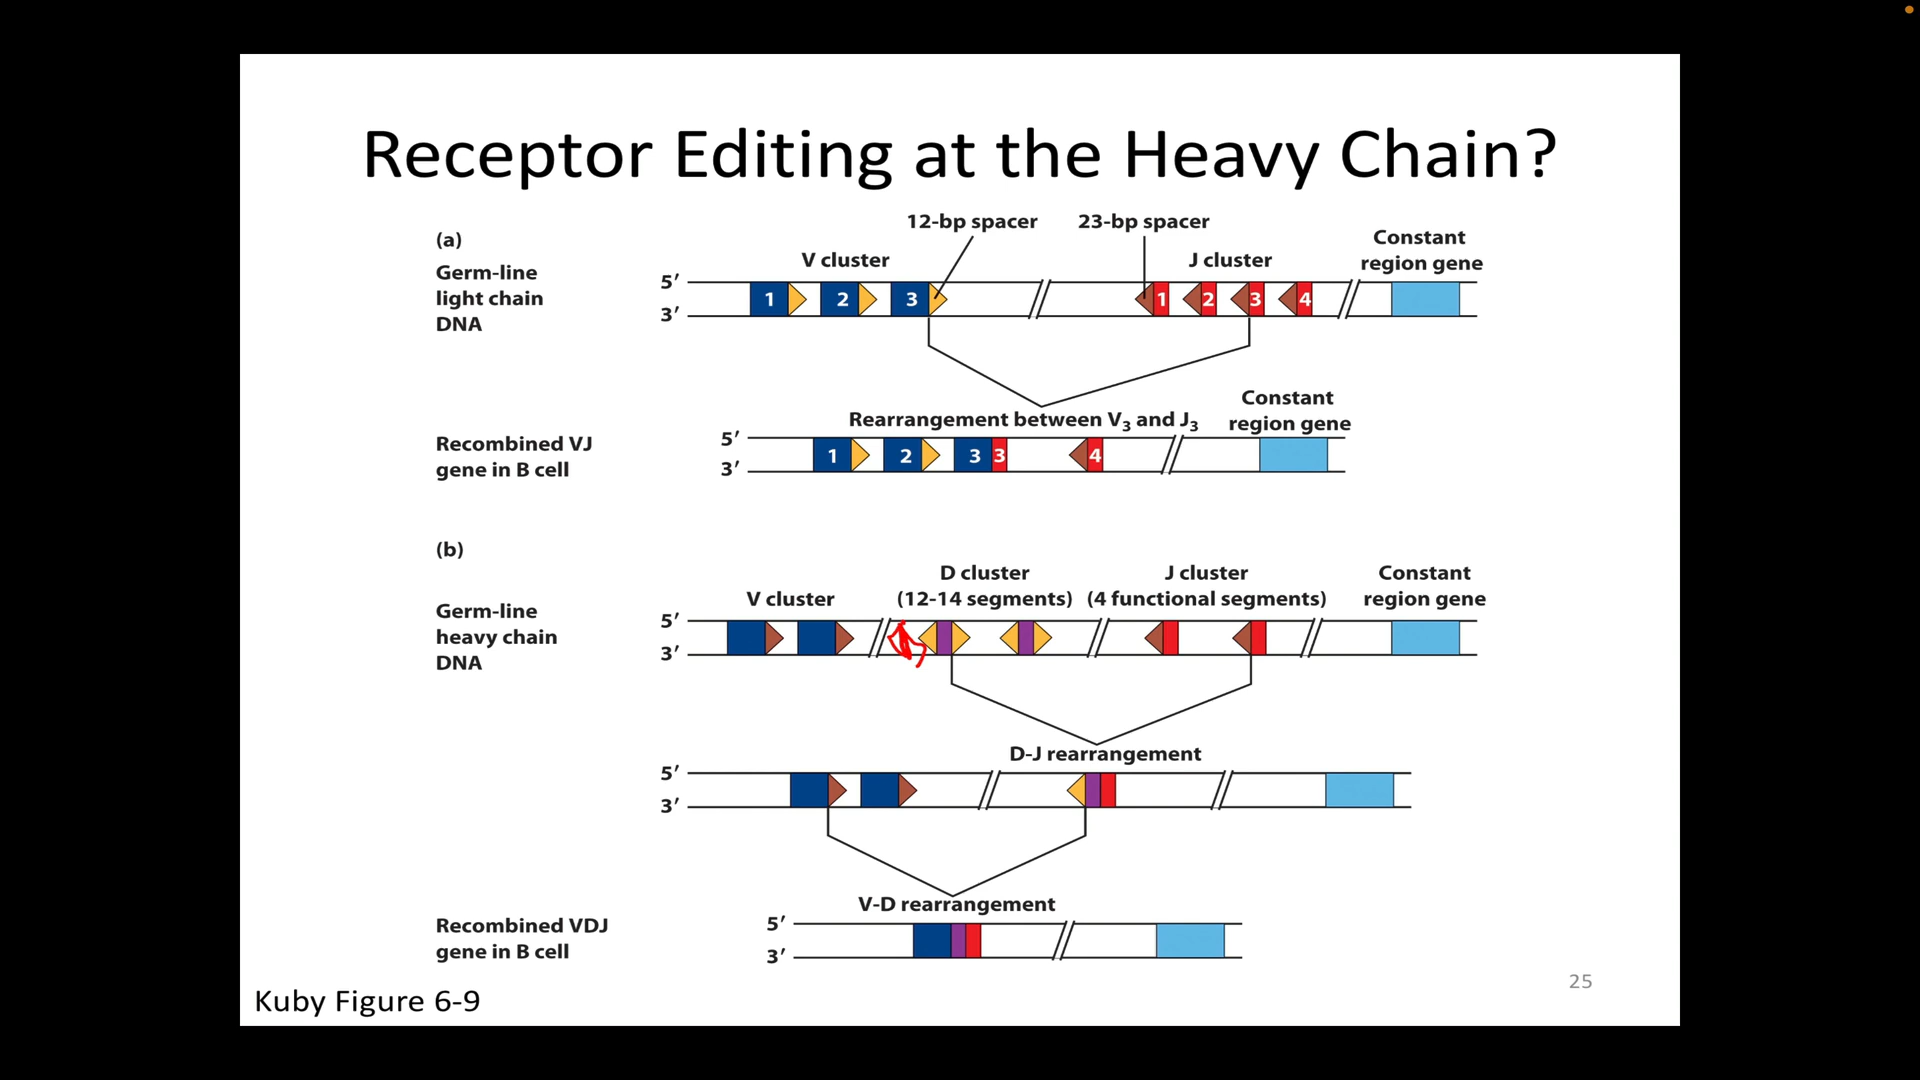 Receptor Editing at the Heavy Chain?
12-bp spacer
23-bp spacer
(a)
Germ-line
light chain
DNA
V cluster
J cluster
Constant
region gene
5′
3′
1
2
3
1
2
3
4
Rearrangement between V₃ and J₃
Constant
region gene
Recombined VJ
gene in B cell
5′
3′
1
2
3
3
4
(b)
Germ-line
heavy chain
DNA
V cluster
D cluster
(12-14 segments)
J cluster
(4 functional segments)
Constant
region gene
5′
3′
D-J rearrangement
5′
3′
V-D rearrangement
Recombined VDJ
gene in B cell
5′
3′
Kuby Figure 6-9
25